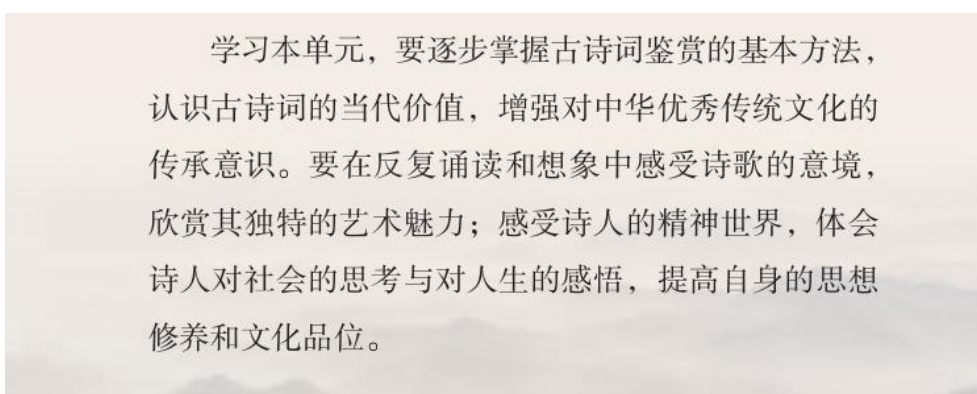 学习本单元，要逐步掌握古诗词鉴赏的基本方法，
认识古诗词的当代价值，增强对中华优秀传统文化的
传承意识。要在反复诵读和想象中感受诗歌的意境，
欣赏其独特的艺术魅力；感受诗人的精神世界，体会
诗人对社会的思考与对人生的感悟，提高自身的思想
修养和文化品位。